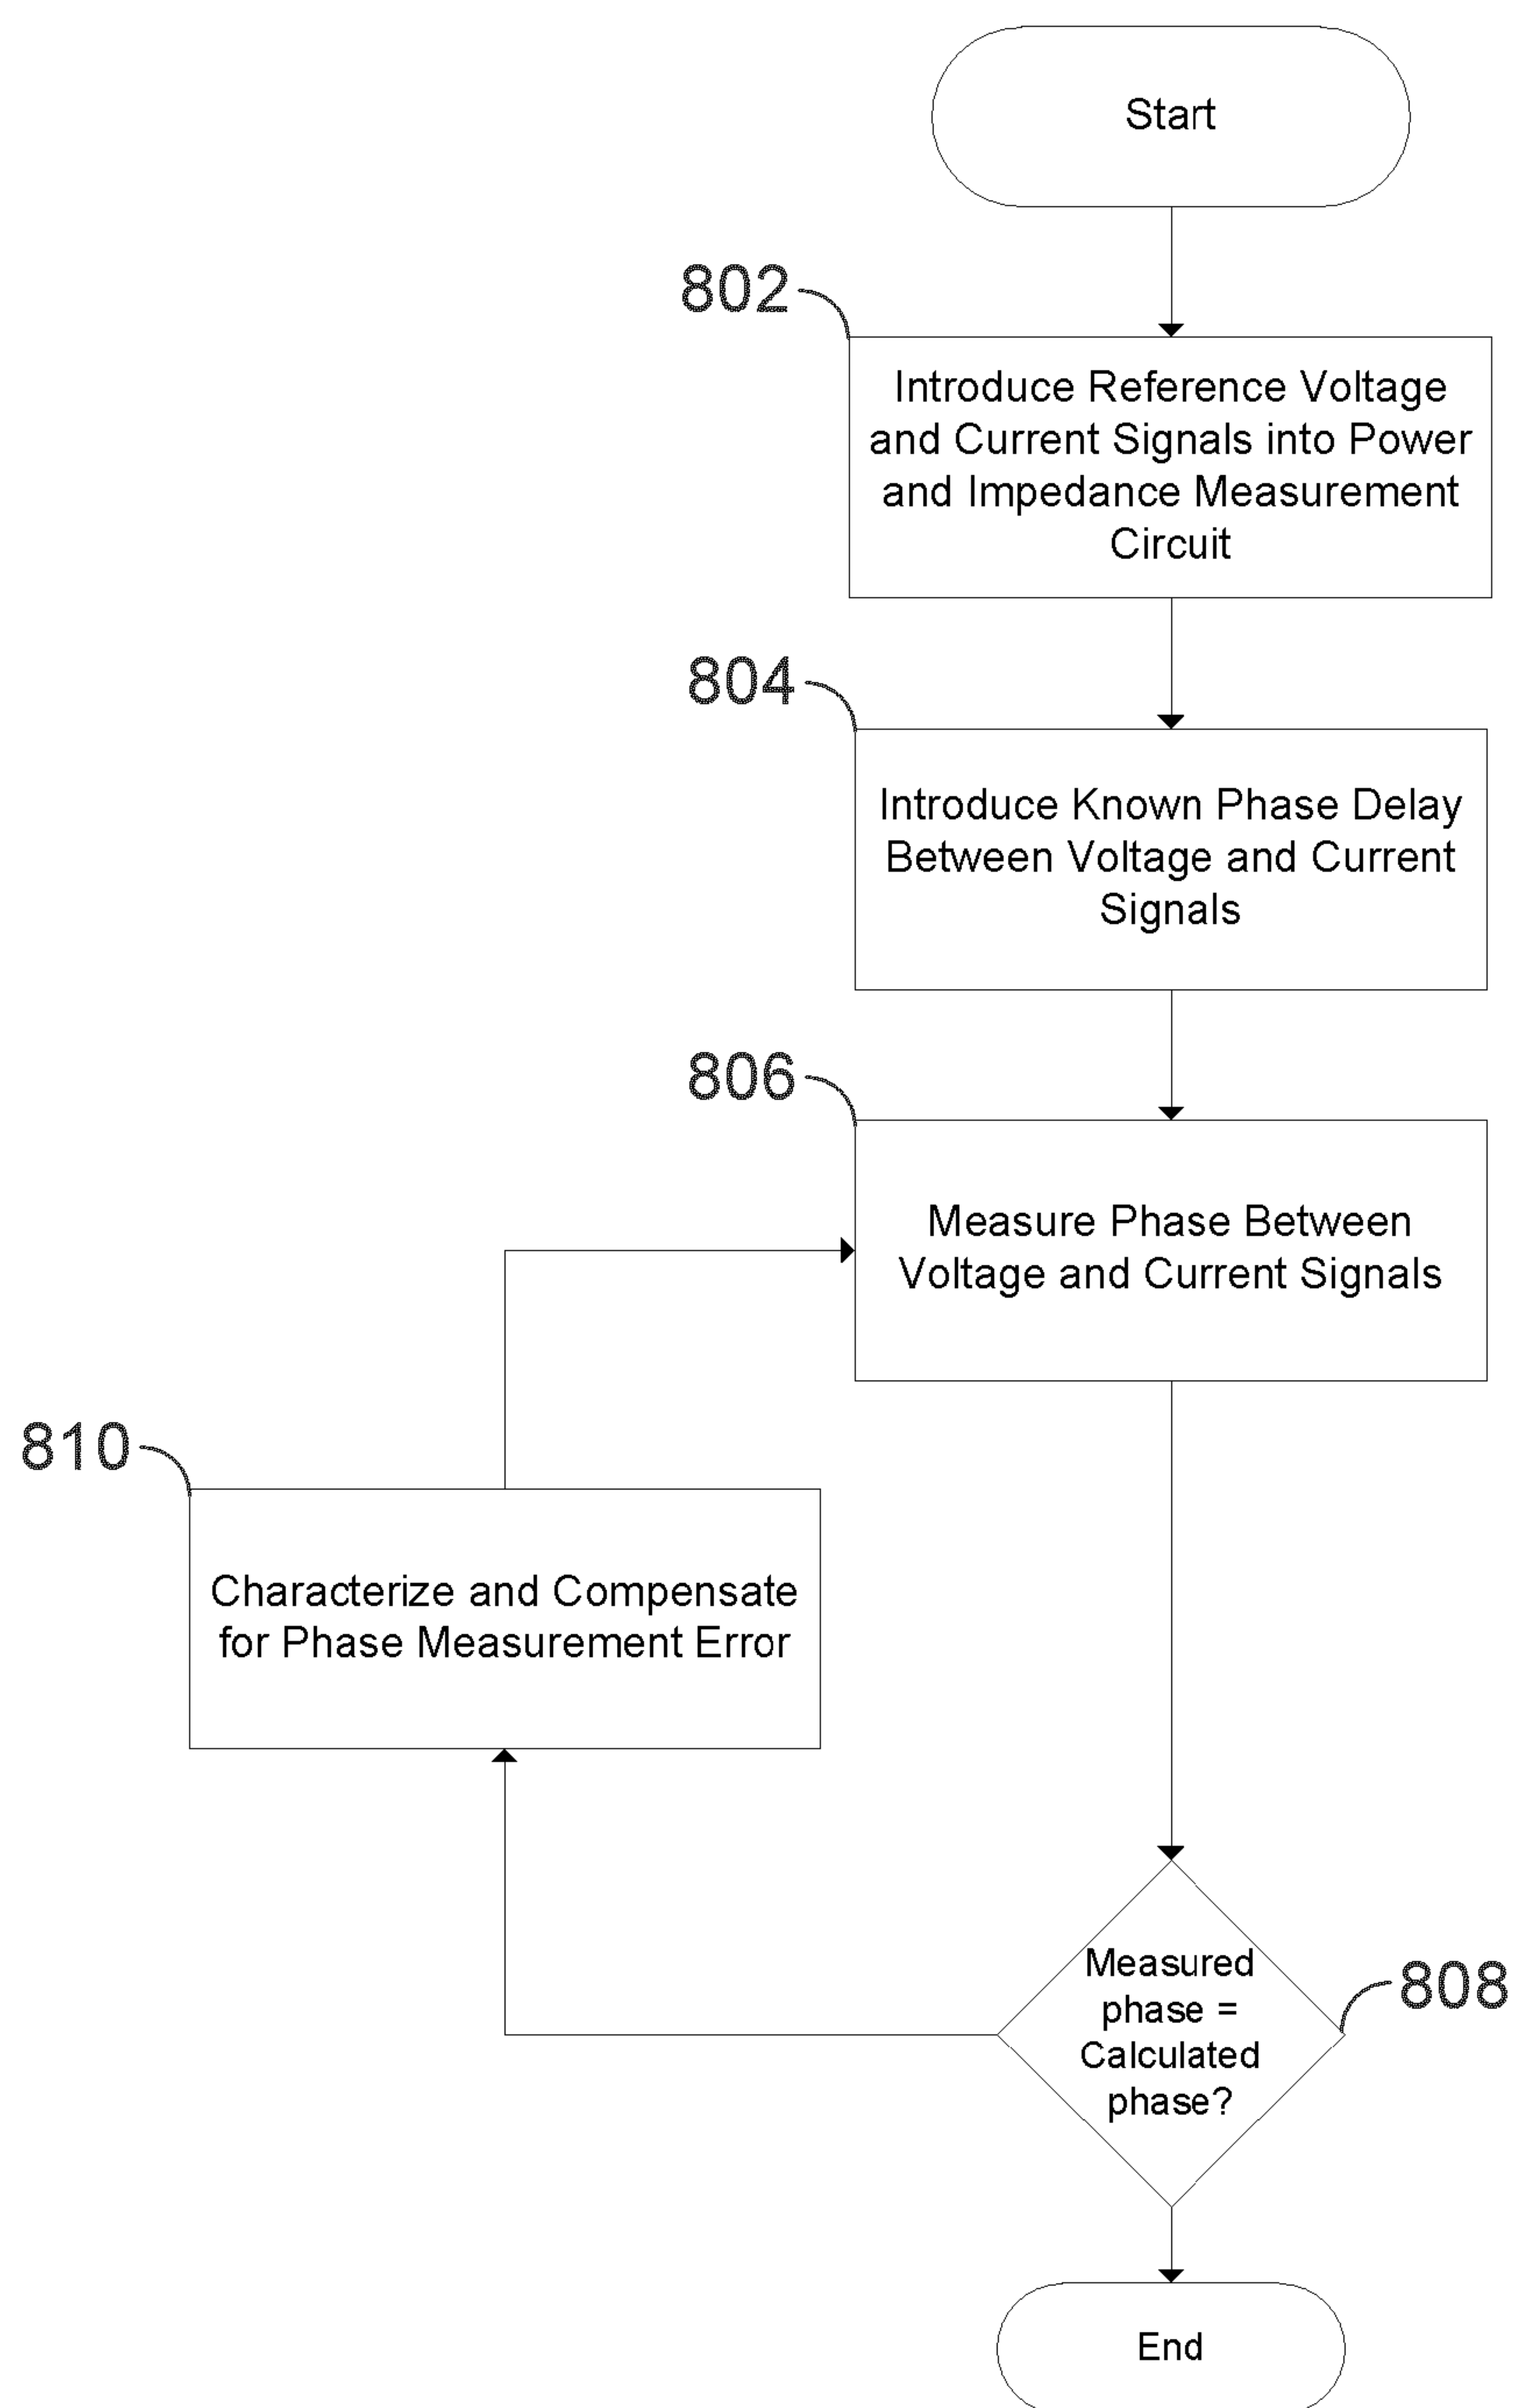 Start
802
Introduce Reference Voltage
and Current Signals into Power
and Impedance Measurement
Circuit
804
Introduce Known Phase Delay
Between Voltage and Current
Signals
806
Measure Phase Between
Voltage and Current Signals
810
Characterize and Compensate
for Phase Measurement Error
Measured
phase =
Calculated
phase?
808
End